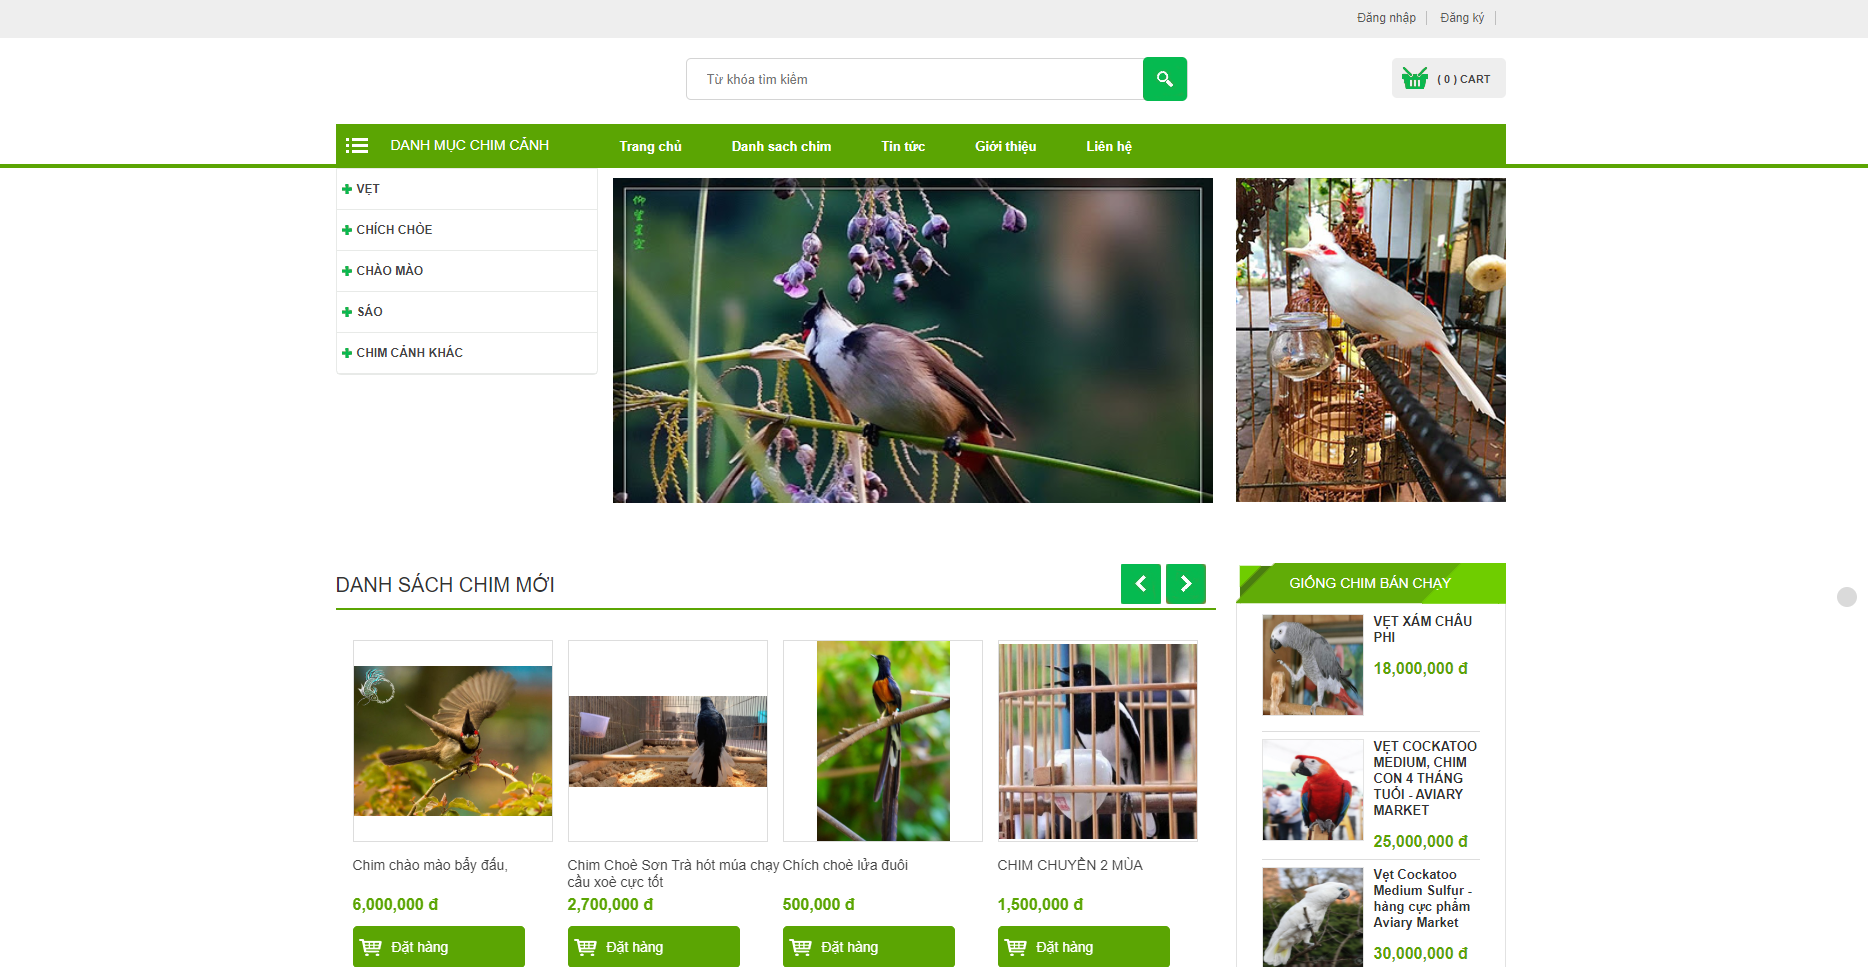 Đăng nhập
Đăng ký
Từ khóa tìm kiếm
( 0 ) CART
DANH MỤC CHIM CẢNH
Trang chủ
Danh sach chim
Tin tức
Giới thiệu
Liên hệ
VẸT
CHÍCH CHÒE
CHÀO MÀO
SÁO
CHIM CẢNH KHÁC
仰望星空
DANH SÁCH CHIM MỚI
GIỐNG CHIM BÁN CHẠY
Chim chào mào bẫy đấu,
6,000,000 đ
Đặt hàng
Chim Choè Sơn Trà hót múa chạy
cầu xoè cực tốt
2,700,000 đ
Đặt hàng
Chích choè lửa đuôi
500,000 đ
Đặt hàng
CHIM CHUYỀN 2 MÙA
1,500,000 đ
Đặt hàng
VẸT XÁM CHÂU
PHI
18,000,000 đ
VẸT COCKATOO
MEDIUM, CHIM
CON 4 THÁNG
TUỔI - AVIARY
MARKET
25,000,000 đ
Vẹt Cockatoo
Medium Sulfur -
hàng cực phẩm
Aviary Market
30,000,000 đ